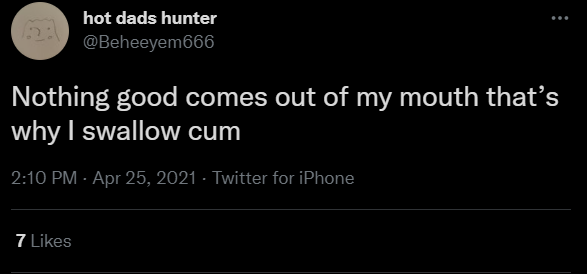 hot dads hunter
@Beheeyem666
Nothing good comes out of my mouth that’s
why I swallow cum
2:10 PM · Apr 25, 2021 · Twitter for iPhone
7 Likes